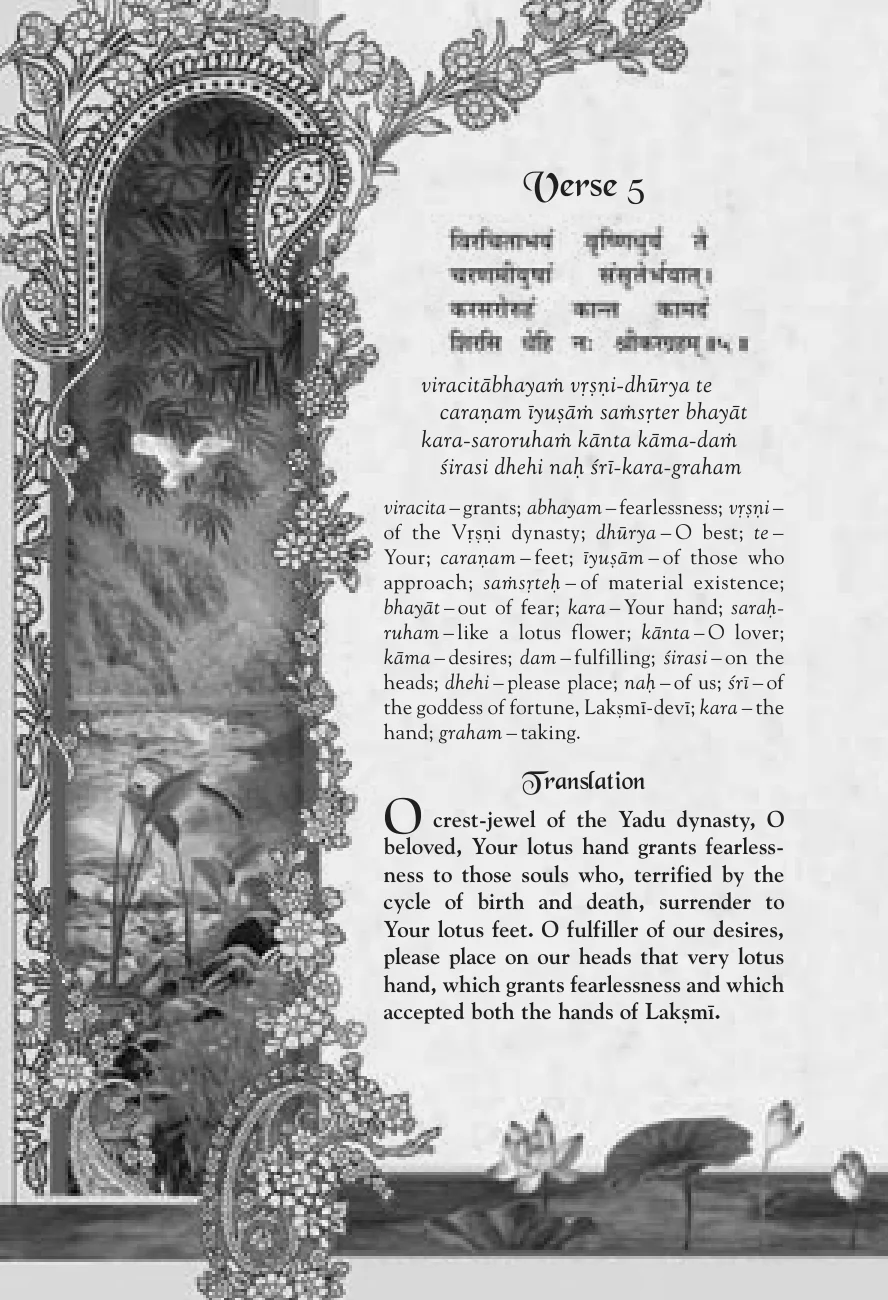 Verse 5
विरचिताभयं वृष्णिधुर्य ते
चरणमीयुषां संसृतेर्भयात्।
करसरोरुहं कान्त कामदं
शिरसि धेहि नः श्रीकरग्रहम्॥५॥
viracitābhayaṁ vṛṣṇi-dhūrya te
caraṇam īyuṣāṁ saṁsṛter bhayāt
kara-saroruhaṁ kānta kāma-daṁ
śirasi dhehi naḥ śrī-kara-graham
viracita – grants; abhayam – fearlessness; vṛṣṇi –
of the Vṛṣṇi dynasty; dhūrya – O best; te –
Your; caraṇam – feet; īyuṣām – of those who
approach; saṁsṛteḥ – of material existence;
bhayāt – out of fear; kara – Your hand; saraḥ-
ruham – like a lotus flower; kānta – O lover;
kāma – desires; dam – fulfilling; śirasi – on the
heads; dhehi – please place; naḥ – of us; śrī – of
the goddess of fortune, Lakṣmī-devī; kara – the
hand; graham – taking.
Translation
O crest-jewel of the Yadu dynasty, O
beloved, Your lotus hand grants fearless-
ness to those souls who, terrified by the
cycle of birth and death, surrender to
Your lotus feet. O fulfiller of our desires,
please place on our heads that very lotus
hand, which grants fearlessness and which
accepted both the hands of Lakṣmī.